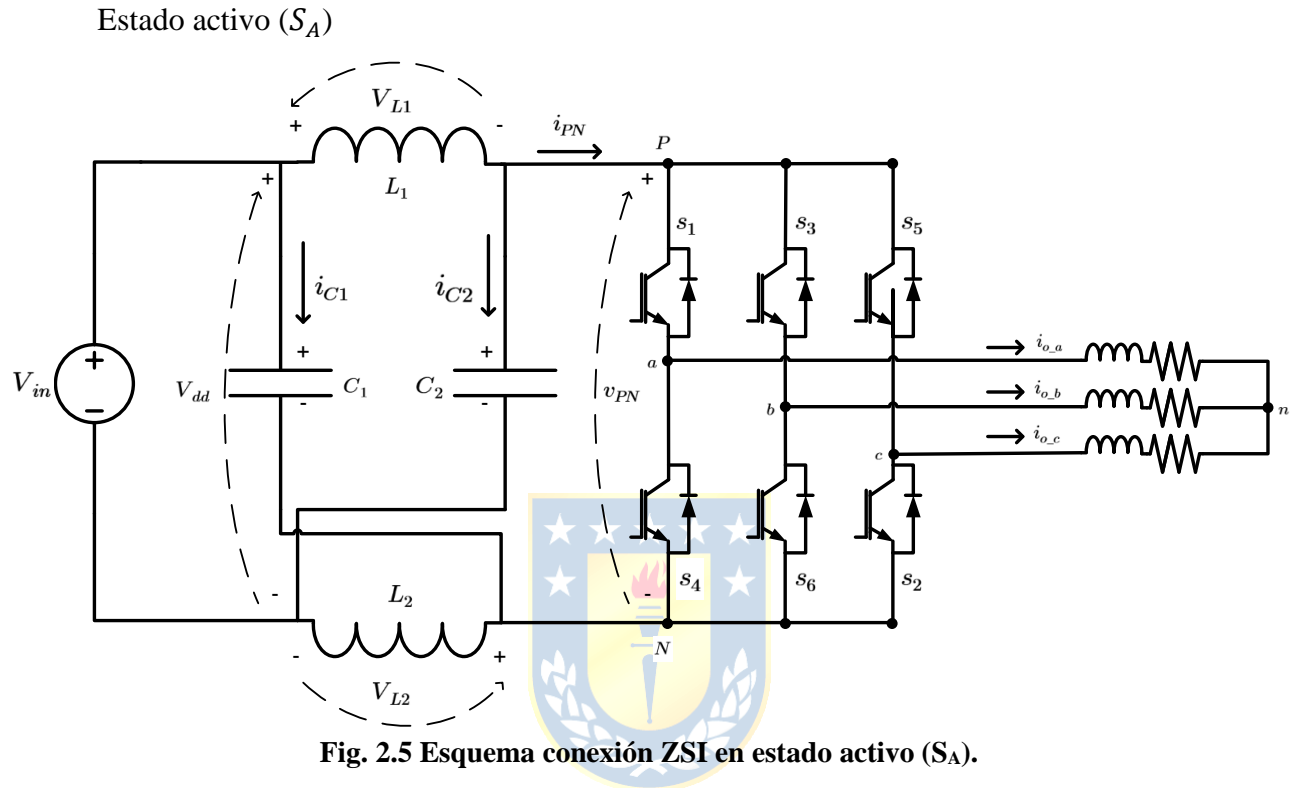 Estado activo (S_A)
V_L1
+ -
i_PN
P
+ L_1 +
s_1 s_3 s_5
i_C1 i_C2
+ +
i_o_a
a
+
V_in V_dd C_1 C_2 v_PN
- - -
i_o_b
b n
i_o_c
c
L_2
- -
s_4 s_6 s_2
N
- +
V_L2
Fig. 2.5 Esquema conexión ZSI en estado activo (S_A).